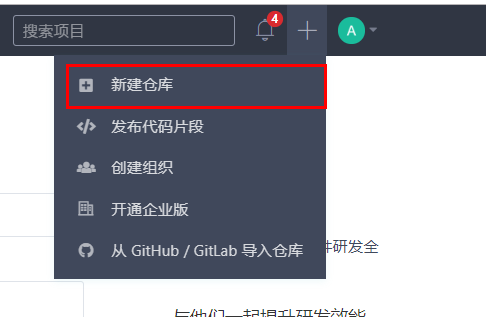 搜索项目
4
A
新建仓库
发布代码片段
创建组织
开通企业版
从 GitHub / GitLab 导入仓库
件研发全
与他们一起提升研发效能